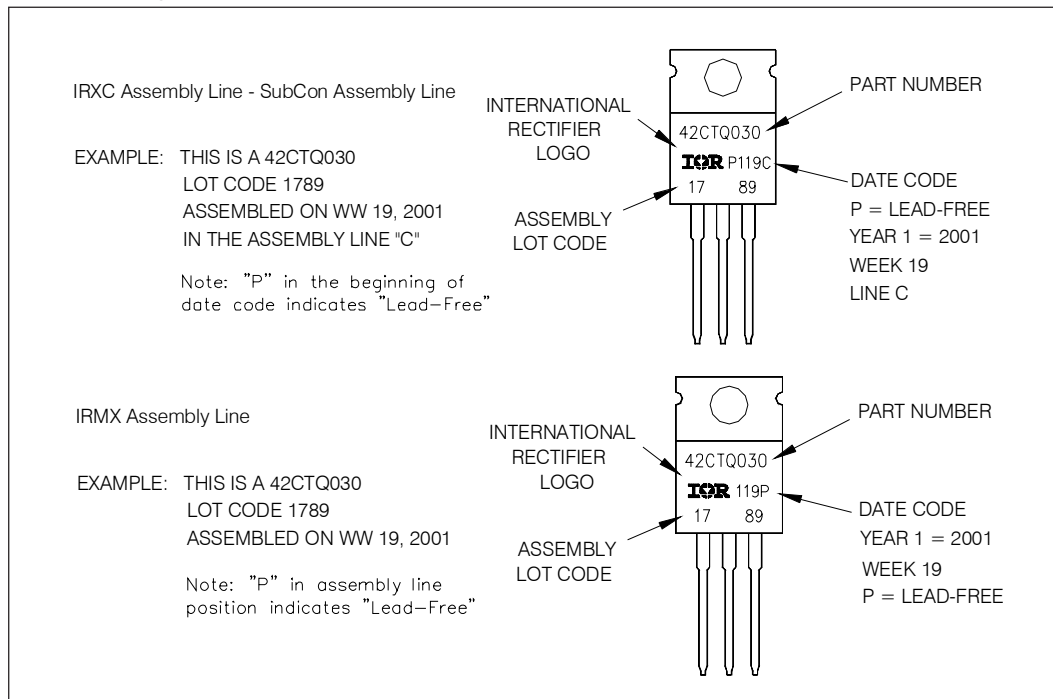 IRXC Assembly Line - SubCon Assembly Line
EXAMPLE: THIS IS A 42CTQ030
LOT CODE 1789
ASSEMBLED ON WW 19, 2001
IN THE ASSEMBLY LINE "C"
Note: "P" in the beginning of
date code indicates "Lead-Free"
INTERNATIONAL
RECTIFIER
LOGO
ASSEMBLY
LOT CODE
42CTQ030
IOR P119C
17 89
PART NUMBER
DATE CODE
P = LEAD-FREE
YEAR 1 = 2001
WEEK 19
LINE C
IRMX Assembly Line
EXAMPLE: THIS IS A 42CTQ030
LOT CODE 1789
ASSEMBLED ON WW 19, 2001
Note: "P" in assembly line
position indicates "Lead-Free"
INTERNATIONAL
RECTIFIER
LOGO
ASSEMBLY
LOT CODE
42CTQ030
IOR 119P
17 89
PART NUMBER
DATE CODE
YEAR 1 = 2001
WEEK 19
P = LEAD-FREE